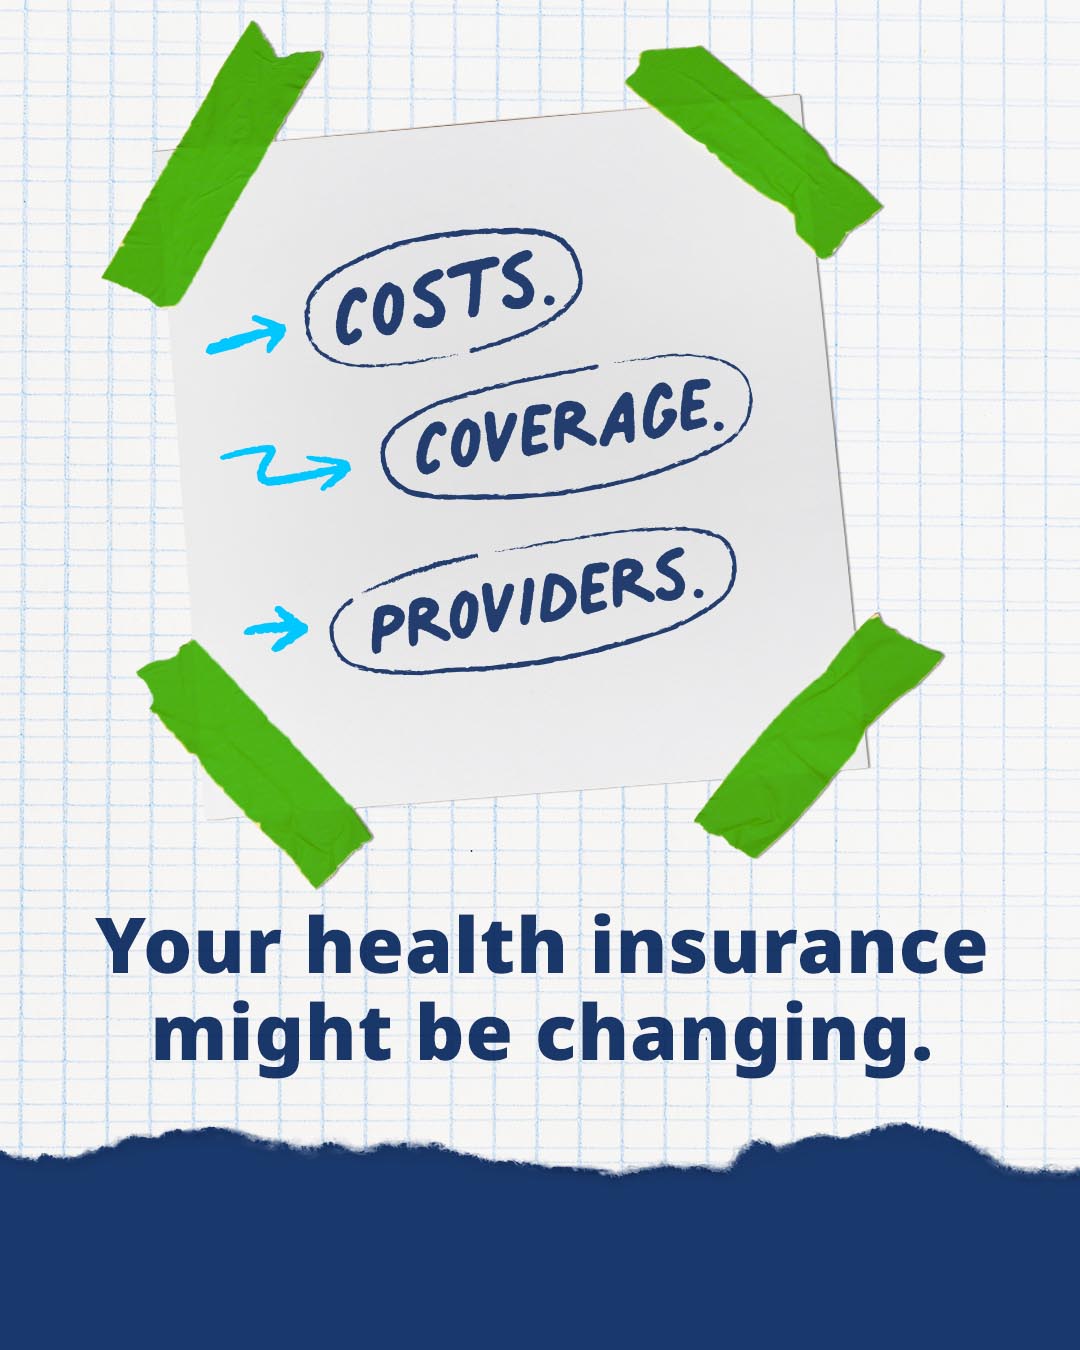 COSTS.
COVERAGE.
PROVIDERS.
Your health insurance
might be changing.